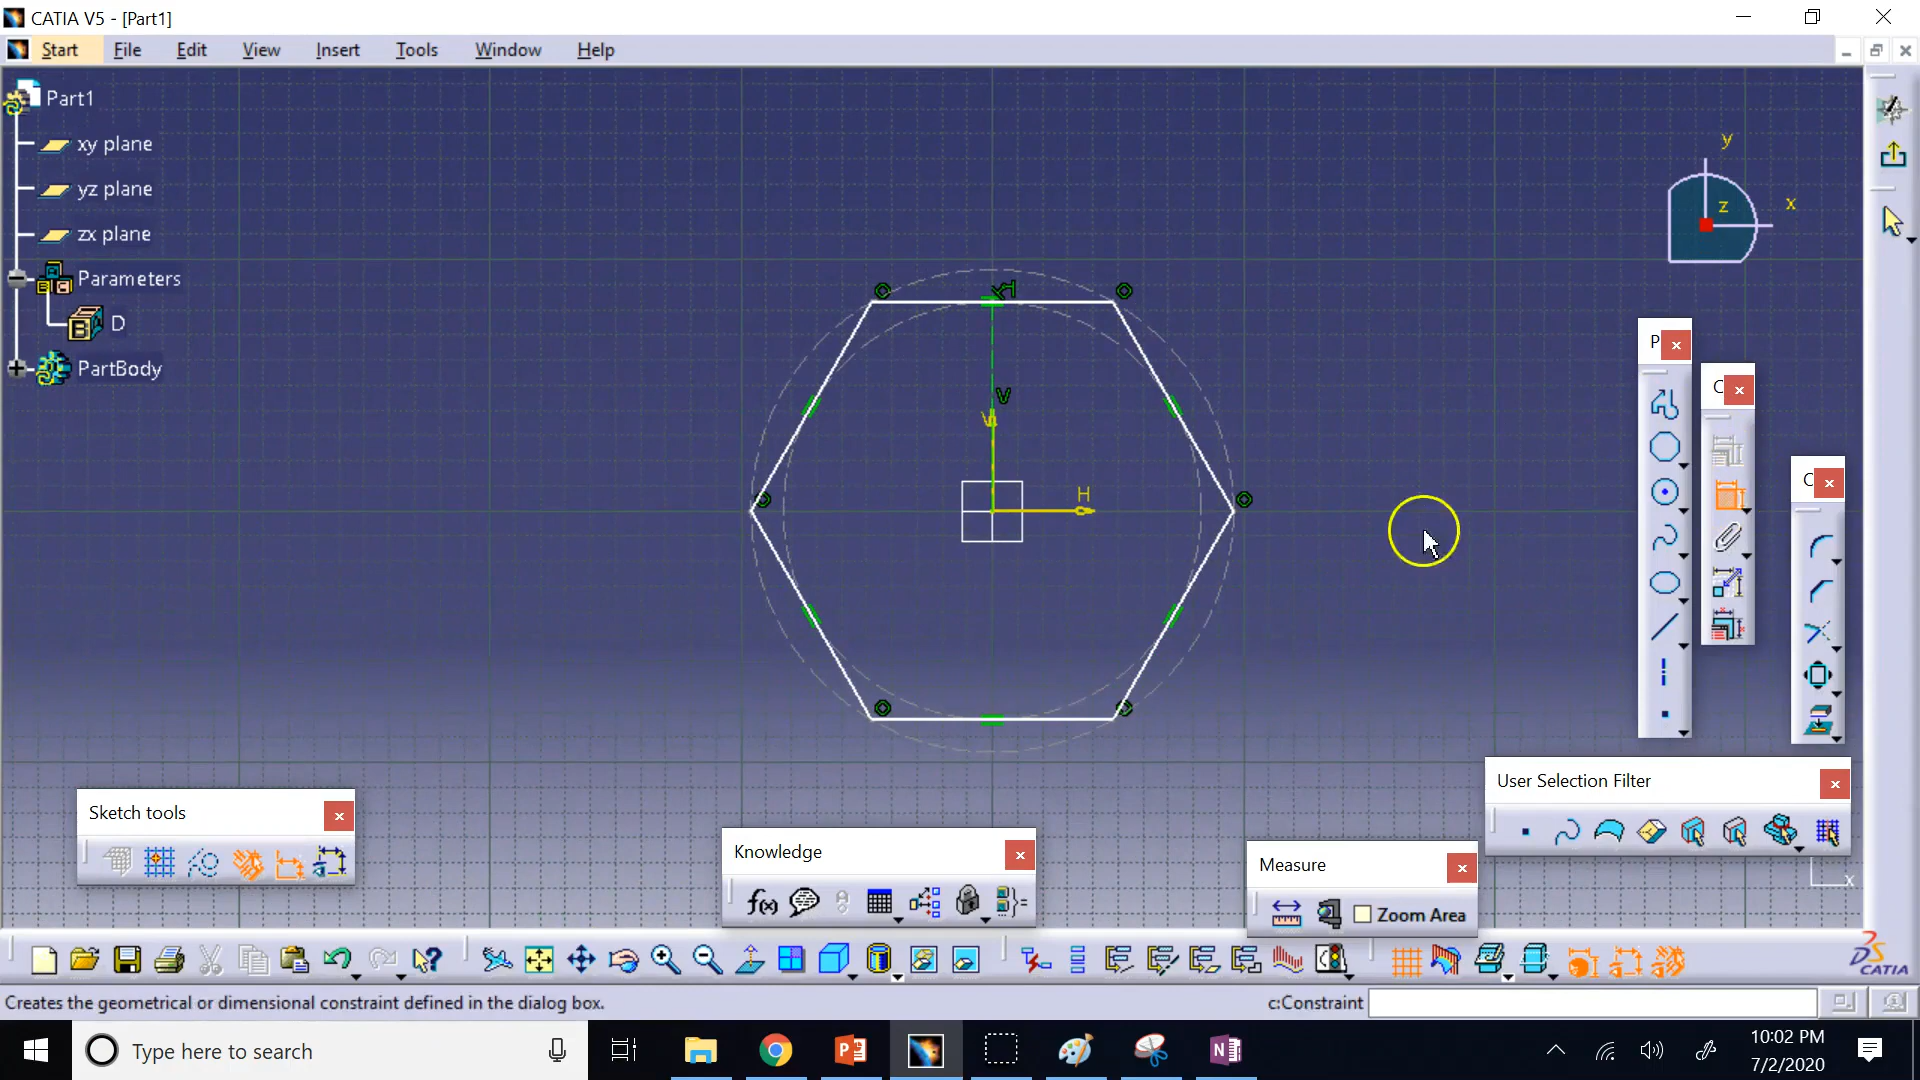 CATIA V5 - [Part1]
Start File Edit View Insert Tools Window Help
Part1
xy plane
yz plane
zx plane
Parameters
D
PartBody
y
x
z
V
H
P
C
C
User Selection Filter
Sketch tools
Knowledge
f(x)
Measure
Zoom Area
x
CATIA
Creates the geometrical or dimensional constraint defined in the dialog box.
c:Constraint
Type here to search
10:02 PM
7/2/2020